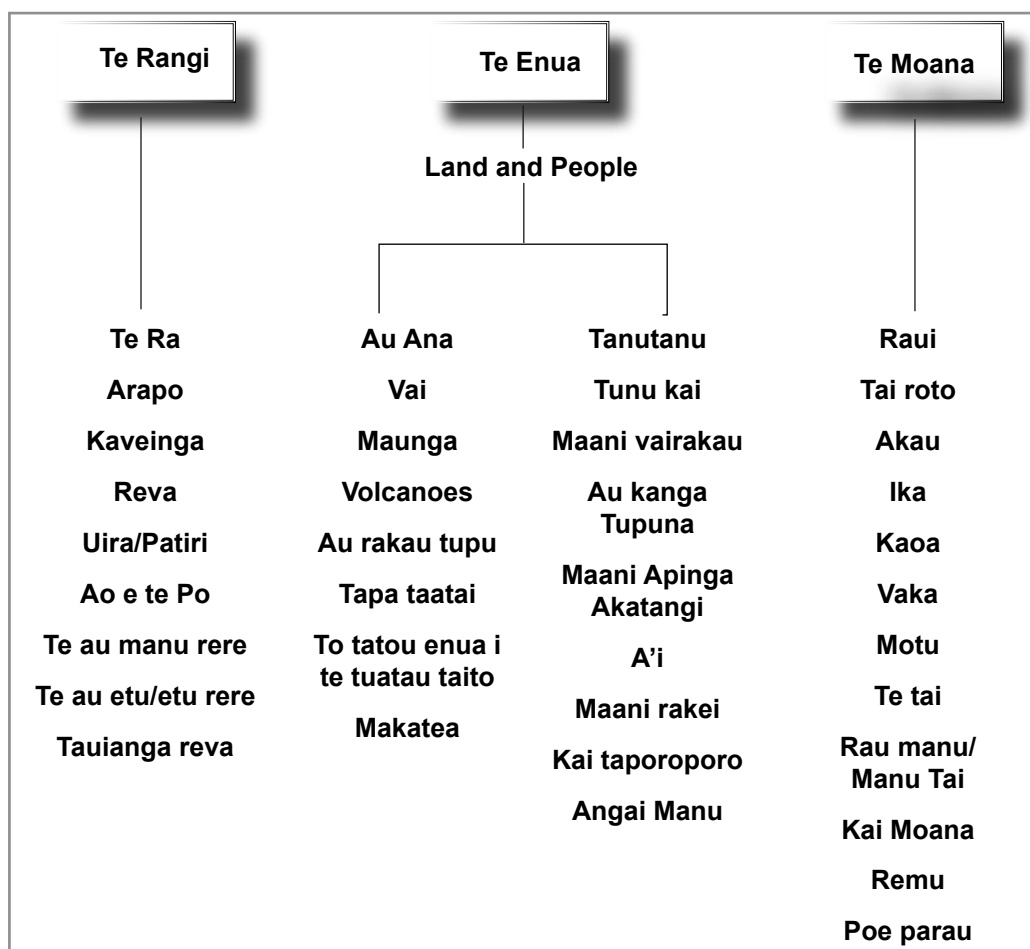 Te Rangi
Te Enua
Te Moana
Land and People
Te Ra
Arapo
Kaveinga
Reva
Uira/Patiri
Ao e te Po
Te au manu rere
Te au etu/etu rere
Tauianga reva
Au Ana
Vai
Maunga
Volcanoes
Au rakau tupu
Tapa taatai
To tatou enua i
te tuatau taito
Makatea
Tanutanu
Tunu kai
Maani vairakau
Au kanga
Tupuna
Maani Apinga
Akatangi
A’i
Maani rakei
Kai taporoporo
Angai Manu
Raui
Tai roto
Akau
Ika
Kaoa
Vaka
Motu
Te tai
Rau manu/
Manu Tai
Kai Moana
Remu
Poe parau